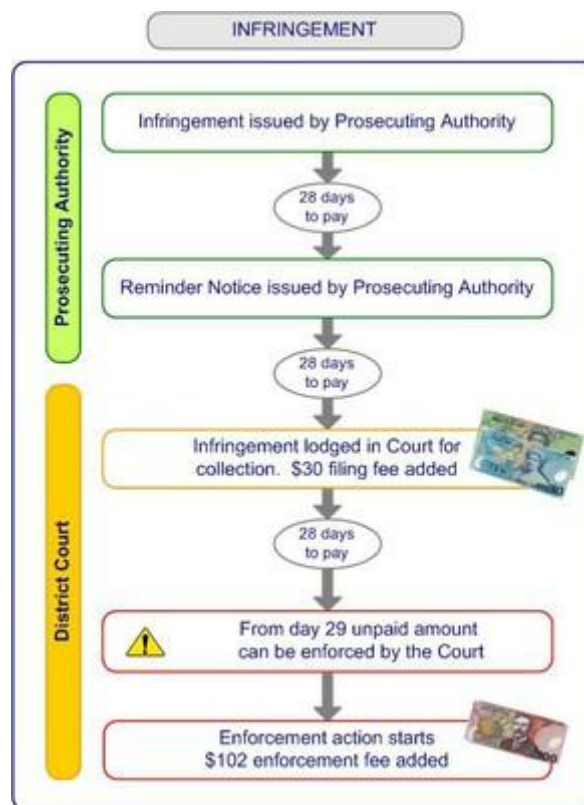 INFRINGEMENT
Prosecuting Authority
Infringement issued by Prosecuting Authority
28 days
to pay
Reminder Notice issued by Prosecuting Authority
28 days
to pay
District Court
Infringement lodged in Court for
collection. $30 filing fee added
28 days
to pay
From day 29 unpaid amount
can be enforced by the Court
Enforcement action starts
$102 enforcement fee added